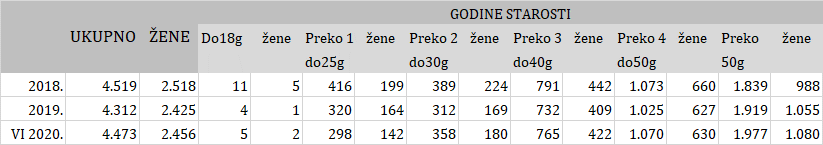 GODINE STAROSTI
UKUPNO ŽENE Do18g žene Preko 1 žene Preko 2 žene Preko 3 žene Preko 4 žene Preko žene
do25g do30g do40g do50g 50g
2018. 4.519 2.518 11 5 416 199 389 224 791 442 1.073 660 1.839 988
2019. 4.312 2.425 4 1 320 164 312 169 732 409 1.025 627 1.919 1.055
VI 2020. 4.473 2.456 5 2 298 142 358 180 765 422 1.070 630 1.977 1.080